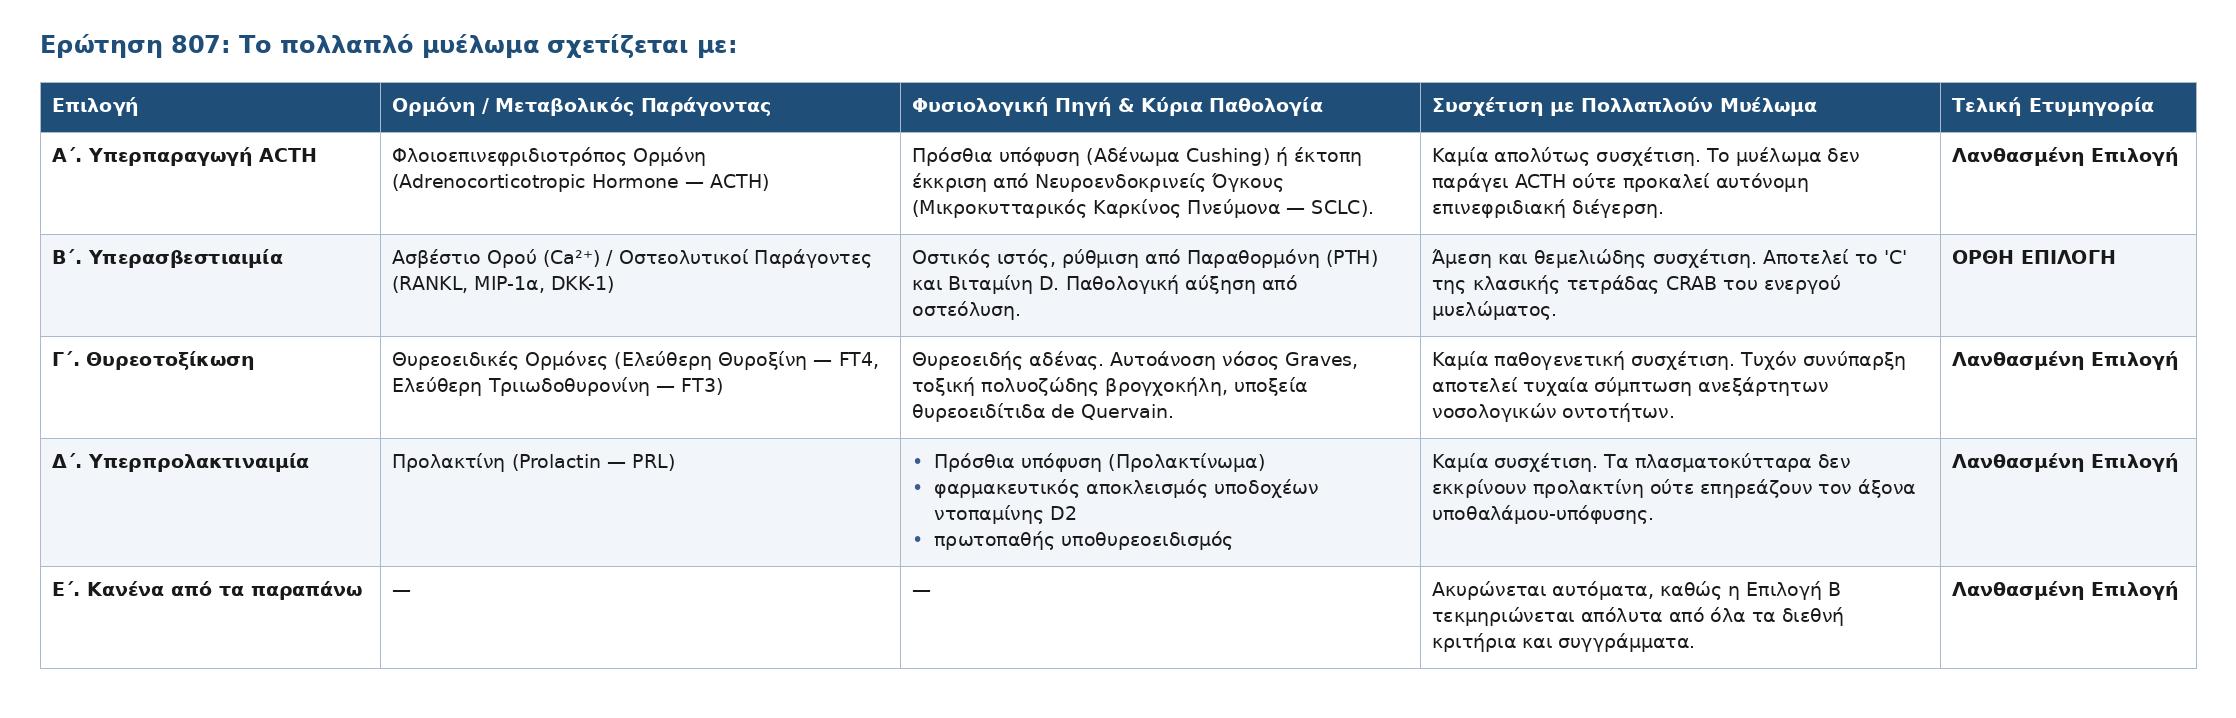 Ερώτηση 807: Το πολλαπλό μυέλωμα σχετίζεται με:
Επιλογή
Ορμόνη / Μεταβολικός Παράγοντας
Φυσιολογική Πηγή & Κύρια Παθολογία
Συσχέτιση με Πολλαπλούν Μυέλωμα
Τελική Ετυμηγορία
Α΄. Υπερπαραγωγή ACTH
Φλοιοεπινεφριδιοτρόπος Ορμόνη
(Adrenocorticotropic Hormone — ACTH)
Πρόσθια υπόφυση (Αδένωμα Cushing) ή έκτοπη
έκκριση από Νευροενδοκρινείς Όγκους
(Μικροκυτταρικός Καρκίνος Πνεύμονα — SCLC).
Καμία απολύτως συσχέτιση. Το μυέλωμα δεν
παράγει ACTH ούτε προκαλεί αυτόνομη
επινεφριδιακή διέγερση.
Λανθασμένη Επιλογή
Β΄. Υπερασβεστιαιμία
Ασβέστιο Ορού (Ca²⁺) / Οστεολυτικοί Παράγοντες
(RANKL, MIP-1α, DKK-1)
Οστικός ιστός, ρύθμιση από Παραθορμόνη (PTH)
και Βιταμίνη D. Παθολογική αύξηση από
οστεόλυση.
Άμεση και θεμελιώδης συσχέτιση. Αποτελεί το 'C'
της κλασικής τετράδας CRAB του ενεργού
μυελώματος.
ΟΡΘΗ ΕΠΙΛΟΓΗ
Γ΄. Θυρεοτοξίκωση
Θυρεοειδικές Ορμόνες (Ελεύθερη Θυροξίνη — FT4,
Ελεύθερη Τριιωδοθυρονίνη — FT3)
Θυρεοειδής αδένας. Αυτοάνοση νόσος Graves,
τοξική πολυοζώδης βρογχοκήλη, υποξεία
θυρεοειδίτιδα de Quervain.
Καμία παθογενετική συσχέτιση. Τυχόν συνύπαρξη
αποτελεί τυχαία σύμπτωση ανεξάρτητων
νοσολογικών οντοτήτων.
Λανθασμένη Επιλογή
Δ΄. Υπερπρολακτιναιμία
Προλακτίνη (Prolactin — PRL)
• Πρόσθια υπόφυση (Προλακτίνωμα)
• φαρμακευτικός αποκλεισμός υποδοχέων
ντοπαμίνης D2
• πρωτοπαθής υποθυρεοειδισμός
Καμία συσχέτιση. Τα πλασματοκύτταρα δεν
εκκρίνουν προλακτίνη ούτε επηρεάζουν τον άξονα
υποθαλάμου-υπόφυσης.
Λανθασμένη Επιλογή
Ε΄. Κανένα από τα παραπάνω
—
—
Ακυρώνεται αυτόματα, καθώς η Επιλογή Β
τεκμηριώνεται απόλυτα από όλα τα διεθνή
κριτήρια και συγγράμματα.
Λανθασμένη Επιλογή